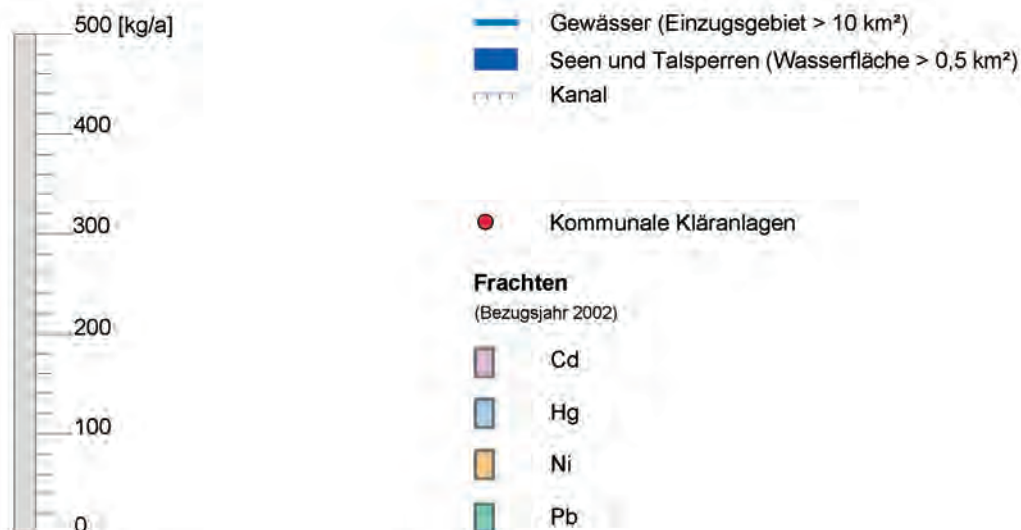 500 [kg/a]
400
300
200
100
0
Gewässer (Einzugsgebiet > 10 km²)
Seen und Talsperren (Wasserfläche > 0,5 km²)
Kanal
Kommunale Kläranlagen
Frachten
(Bezugsjahr 2002)
Cd
Hg
Ni
Pb